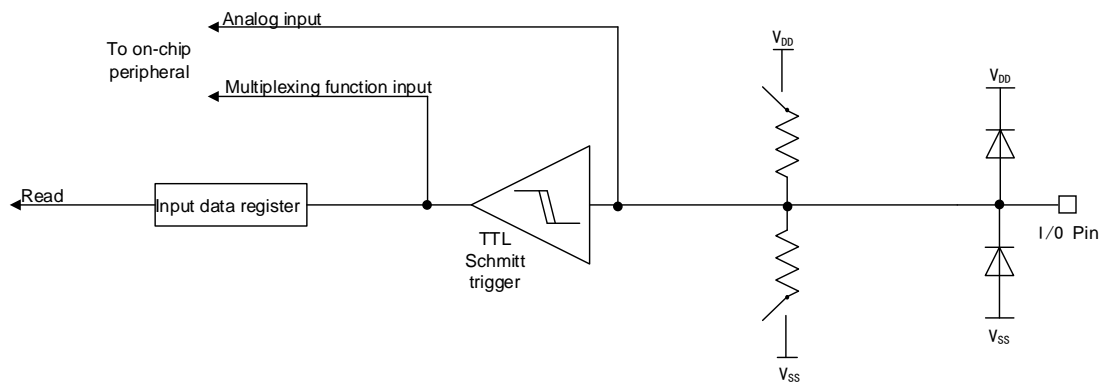 Analog input
To on-chip
peripheral
Multiplexing function input
Read
Input data register
TTL
Schmitt
trigger
VDD
VSS
VDD
VSS
I/O Pin